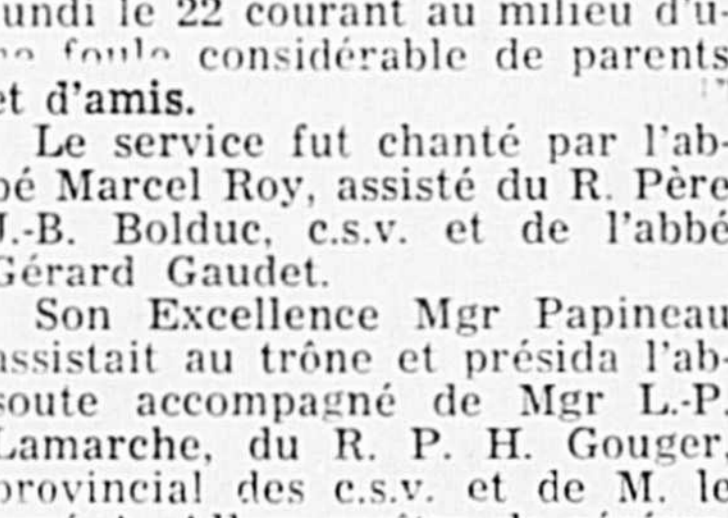 lundi le 22 courant au milieu d'u-
foule considérable de parents
et d'amis.
Le service fut chanté par l'ab-
bé Marcel Roy, assisté du R. Père
J.-B. Bolduc, c.s.v. et de l'abbé
Gérard Gaudet.
Son Excellence Mgr Papineau
assistait au trône et présida l'ab-
soute accompagné de Mgr L.-P.
Lamarche, du R. P. H. Gouger,
provincial des c.s.v. et de M. le